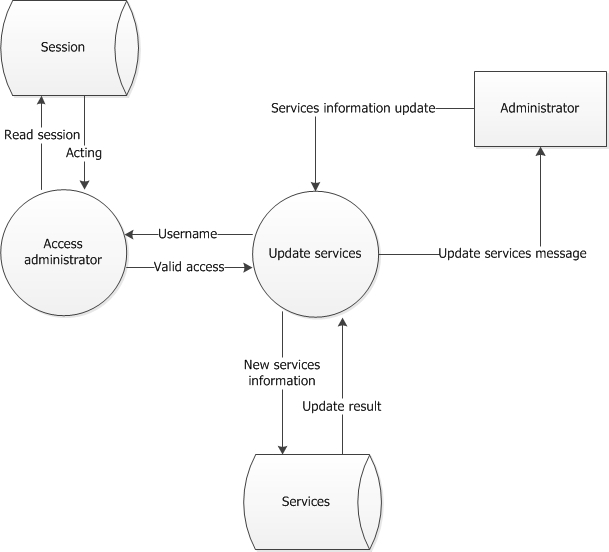 Session
Services information update
Administrator
Read session
Acting
Access
administrator
Username
Valid access
Update services
Update services message
New services
information
Update result
Services